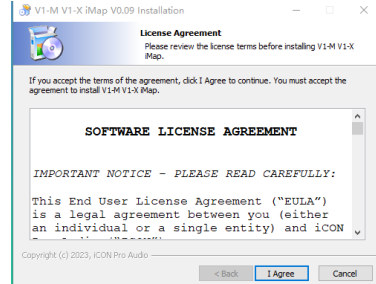 V1-M V1-X iMap V0.09 Installation
License Agreement
Please review the license terms before installing V1-M V1-X
iMap.
If you accept the terms of the agreement, click I Agree to continue. You must accept the
agreement to install V1-M V1-X iMap.
SOFTWARE LICENSE AGREEMENT
IMPORTANT NOTICE – PLEASE READ CAREFULLY:
This End User License Agreement (“EULA”)
is a legal agreement between you (either
an individual or a single entity) and iCON
Copyright (c) 2023, iCON Pro Audio
< Back
I Agree
Cancel